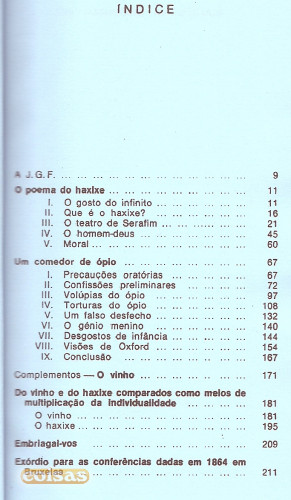 ÍNDICE
A J. G. F. ... ... ... ... ... ... ... ... ... 9
O poema do haxixe ... ... ... ... ... ... ... 11
I. O gosto do infinito ... ... ... ... ... 11
II. Que é o haxixe? ... ... ... ... ... 16
III. O teatro de Serafim ... ... ... ... ... 21
IV. O homem-deus ... ... ... ... ... 45
V. Moral ... ... ... ... ... ... ... 60
Um comedor de ópio ... ... ... ... ... ... 67
I. Precauções oratórias ... ... ... ... 67
II. Confissões preliminares ... ... ... 72
III. Volúpias do ópio ... ... ... ... 97
IV. Torturas do ópio ... ... ... ... 108
V. Um falso desfecho ... ... ... ... 132
VI. O génio menino ... ... ... ... 140
VII. Desgostos de infância ... ... ... 144
VIII. Visões de Oxford ... ... ... ... 154
IX. Conclusão ... ... ... ... ... 167
Complementos — O vinho ... ... ... ... ... 171
Do vinho e do haxixe comparados como meios de
multiplicação da individualidade ... ... ... 181
O vinho ... ... ... ... ... ... ... 181
O haxixe ... ... ... ... ... ... ... 195
Embriagai-vos ... ... ... ... ... ... ... 209
Exórdio para as conferências dadas em 1864 em
Bruxelas ... ... ... ... ... ... ... 211
coisas